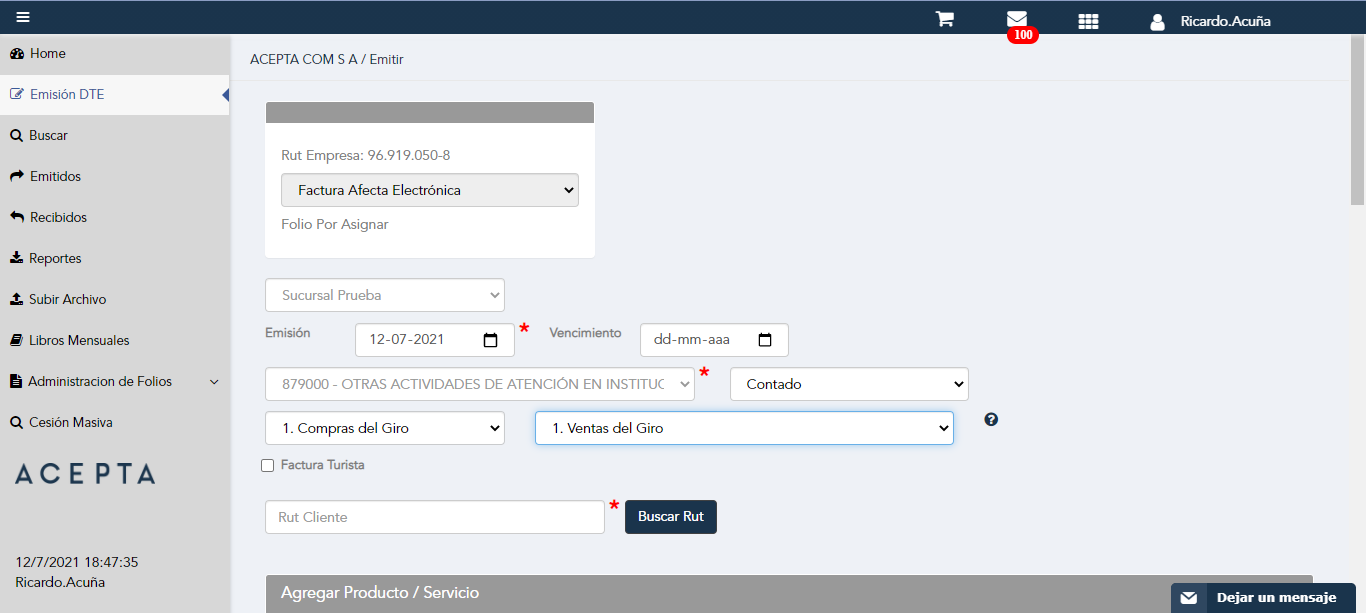 100
Ricardo.Acuña
Home
Emisión DTE
Buscar
Emitidos
Recibidos
Reportes
Subir Archivo
Libros Mensuales
Administracion de Folios
Cesión Masiva
ACEPTA
12/7/2021 18:47:35
Ricardo.Acuña
ACEPTA COM S A / Emitir
Rut Empresa: 96.919.050-8
Factura Afecta Electrónica
Folio Por Asignar
Sucursal Prueba
Emisión 12-07-2021 * Vencimiento dd-mm-aaa
879000 - OTRAS ACTIVIDADES DE ATENCIÓN EN INSTITUC * Contado
1. Compras del Giro 1. Ventas del Giro ?
Factura Turista
Rut Cliente * Buscar Rut
Agregar Producto / Servicio
Dejar un mensaje